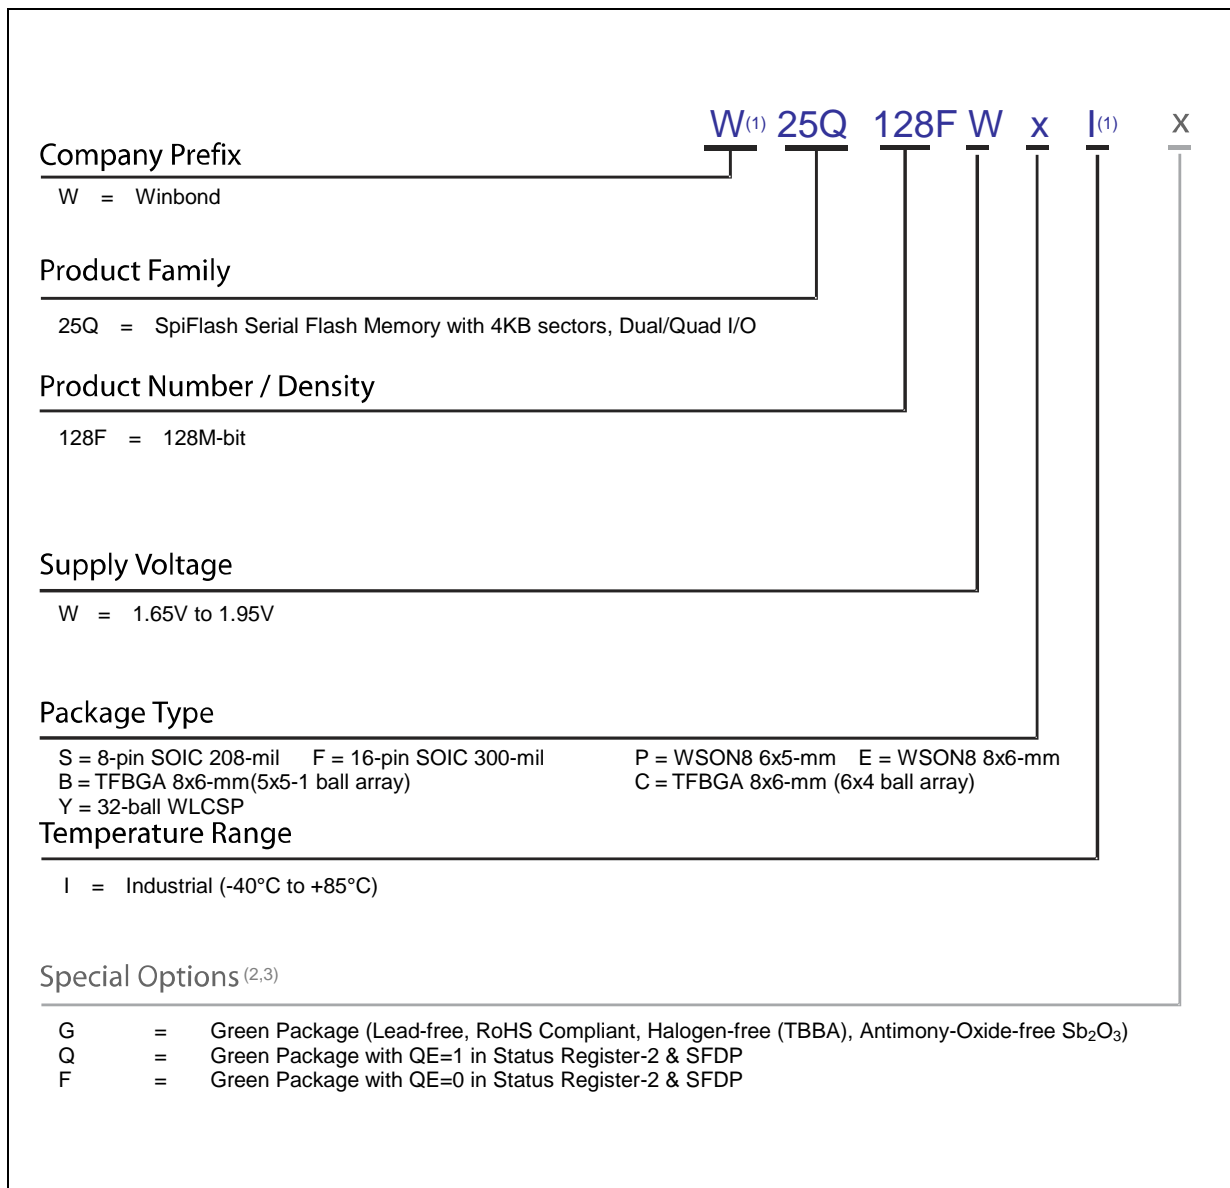 W(1) 25Q 128F W x I(1) x
Company Prefix
W = Winbond
Product Family
25Q = SpiFlash Serial Flash Memory with 4KB sectors, Dual/Quad I/O
Product Number / Density
128F = 128M-bit
Supply Voltage
W = 1.65V to 1.95V
Package Type
S = 8-pin SOIC 208-mil F = 16-pin SOIC 300-mil P = WSON8 6x5-mm E = WSON8 8x6-mm
B = TFBGA 8x6-mm(5x5-1 ball array) C = TFBGA 8x6-mm (6x4 ball array)
Y = 32-ball WLCSP
Temperature Range
I = Industrial (-40°C to +85°C)
Special Options (2,3)
G = Green Package (Lead-free, RoHS Compliant, Halogen-free (TBBA), Antimony-Oxide-free Sb2O3)
Q = Green Package with QE=1 in Status Register-2 & SFDP
F = Green Package with QE=0 in Status Register-2 & SFDP